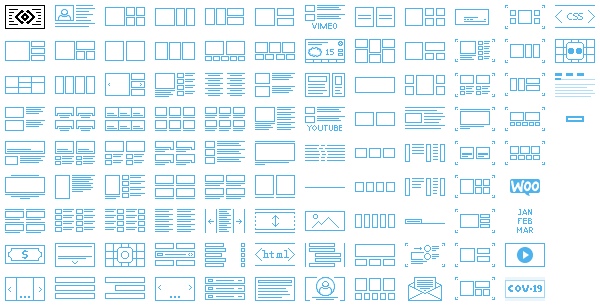 VIMEO
CSS
15
YOUTUBE
WOO
JAN
FEB
MAR
$
html
COV-19